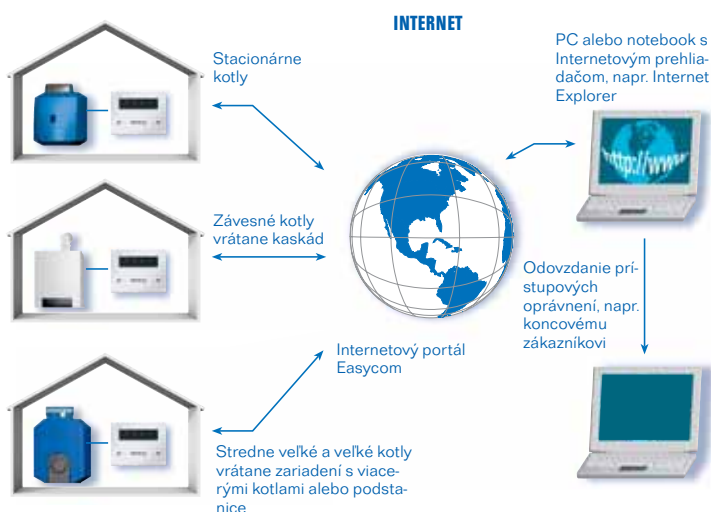 INTERNET
Stacionárne
kotly
PC alebo notebook s
Internetovým prehlia-
dačom, napr. Internet
Explorer
http://www
Závesné kotly
vrátane kaskád
Odovzdanie prí-
stupových
oprávnení, napr.
koncovému
zákazníkovi
Internetový portál
Easycom
Stredne veľké a veľké kotly
vrátane zariadení s viace-
rými kotlami alebo podsta-
nice